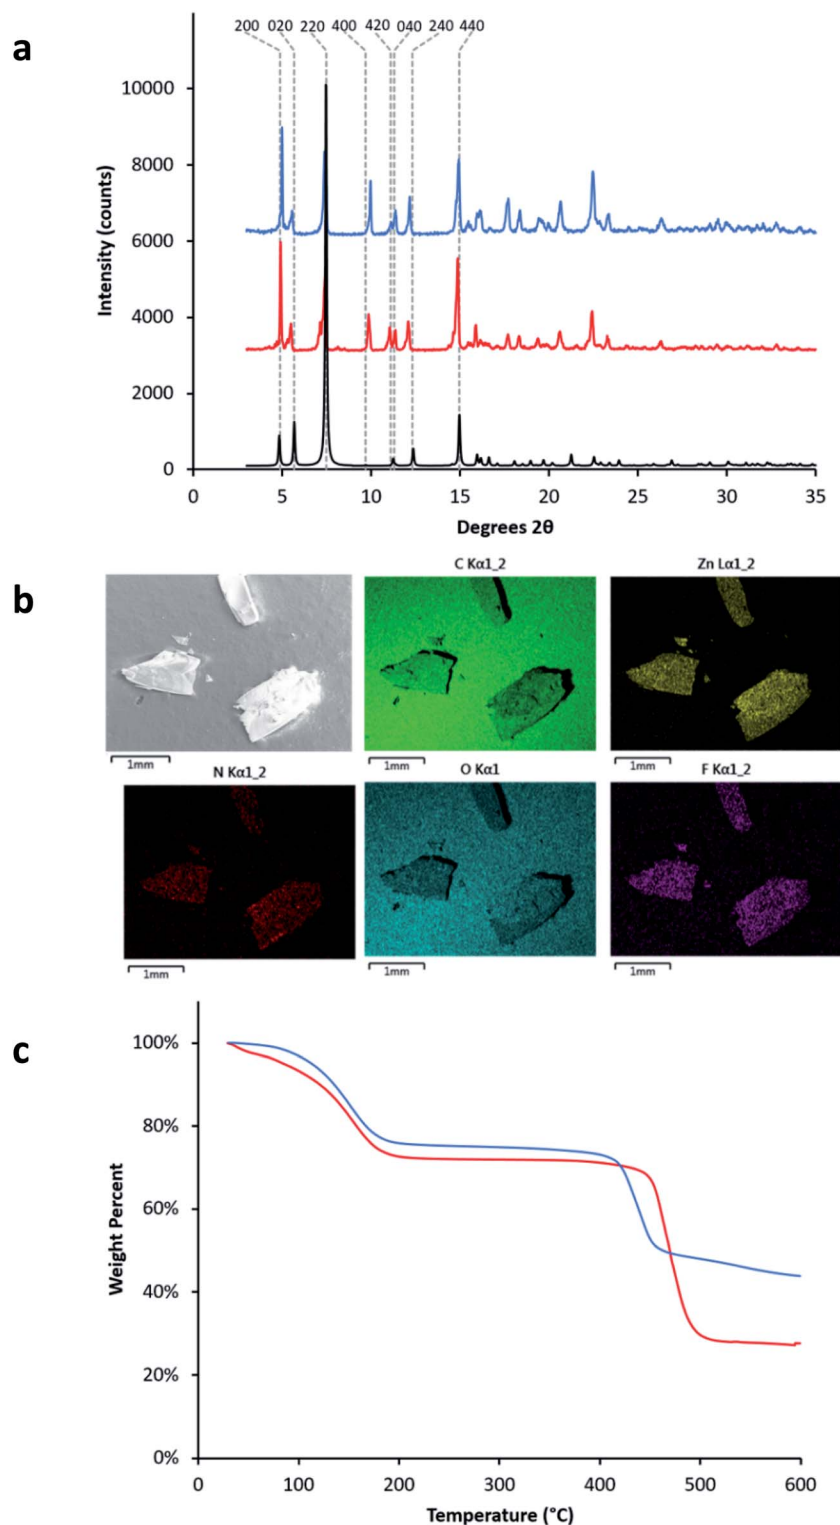 a
200 020 220 400 420 040 240 440
10000
8000
6000
4000
2000
0
Intensity (counts)
0 5 10 15 20 25 30 35
Degrees 2θ
b
C Kα1_2
Zn Lα1_2
1mm
1mm
1mm
N Kα1_2
O Kα1
F Kα1_2
1mm
1mm
1mm
c
100%
80%
60%
40%
20%
0%
Weight Percent
0 100 200 300 400 500 600
Temperature (°C)